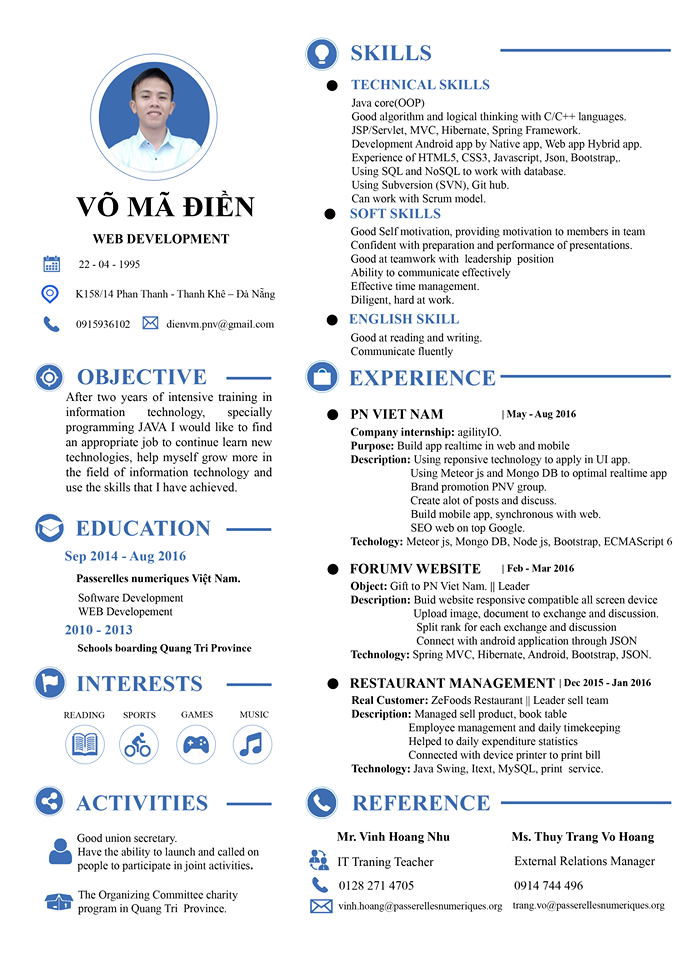 VÕ MÃ ĐIỀN
WEB DEVELOPMENT
22 - 04 - 1995
K158/14 Phan Thanh - Thanh Khê – Đà Nẵng
0915936102 dienvm.pnv@gmail.com
OBJECTIVE
After two years of intensive training in
information technology, specially
programming JAVA I would like to find
an appropriate job to continue learn new
technologies, help myself grow more in
the field of information technology and
use the skills that I have achieved.
EDUCATION
Sep 2014 - Aug 2016
Passerelles numeriques Việt Nam.
Software Development
WEB Developement
2010 - 2013
Schools boarding Quang Tri Province
INTERESTS
READING SPORTS GAMES MUSIC
ACTIVITIES
Good union secretary.
Have the ability to launch and called on
people to participate in joint activities.
The Organizing Committee charity
program in Quang Tri Province.
SKILLS
TECHNICAL SKILLS
Java core(OOP)
Good algorithm and logical thinking with C/C++ languages.
JSP/Servlet, MVC, Hibernate, Spring Framework.
Development Android app by Native app, Web app Hybrid app.
Experience of HTML5, CSS3, Javascript, Json, Bootstrap,.
Using SQL and NoSQL to work with database.
Using Subversion (SVN), Git hub.
Can work with Scrum model.
SOFT SKILLS
Good Self motivation, providing motivation to members in team
Confident with preparation and performance of presentations.
Good at teamwork with leadership position
Ability to communicate effectively
Effective time management.
Diligent, hard at work.
ENGLISH SKILL
Good at reading and writing.
Communicate fluently
EXPERIENCE
PN VIET NAM | May - Aug 2016
Company internship: agilityIO.
Purpose: Build app realtime in web and mobile
Description: Using reponsive technology to apply in UI app.
Using Meteor js and Mongo DB to optimal realtime app
Brand promotion PNV group.
Create alot of posts and discuss.
Build mobile app, synchronous with web.
SEO web on top Google.
Techology: Meteor js, Mongo DB, Node js, Bootstrap, ECMAScript 6
FORUMV WEBSITE | Feb - Mar 2016
Object: Gift to PN Viet Nam. || Leader
Description: Buid website responsive compatible all screen device
Upload image, document to exchange and discussion.
Split rank for each exchange and discussion
Connect with android application through JSON
Technology: Spring MVC, Hibernate, Android, Bootstrap, JSON.
RESTAURANT MANAGEMENT | Dec 2015 - Jan 2016
Real Customer: ZeFoods Restaurant || Leader sell team
Description: Managed sell product, book table
Employee management and daily timekeeping
Helped to daily expenditure statistics
Connected with device printer to print bill
Technology: Java Swing, Itext, MySQL, print service.
REFERENCE
Mr. Vinh Hoang Nhu
IT Traning Teacher
0128 271 4705
vinh.hoang@passerellesnumeriques.org
Ms. Thuy Trang Vo Hoang
External Relations Manager
0914 744 496
trang.vo@passerellesnumeriques.org